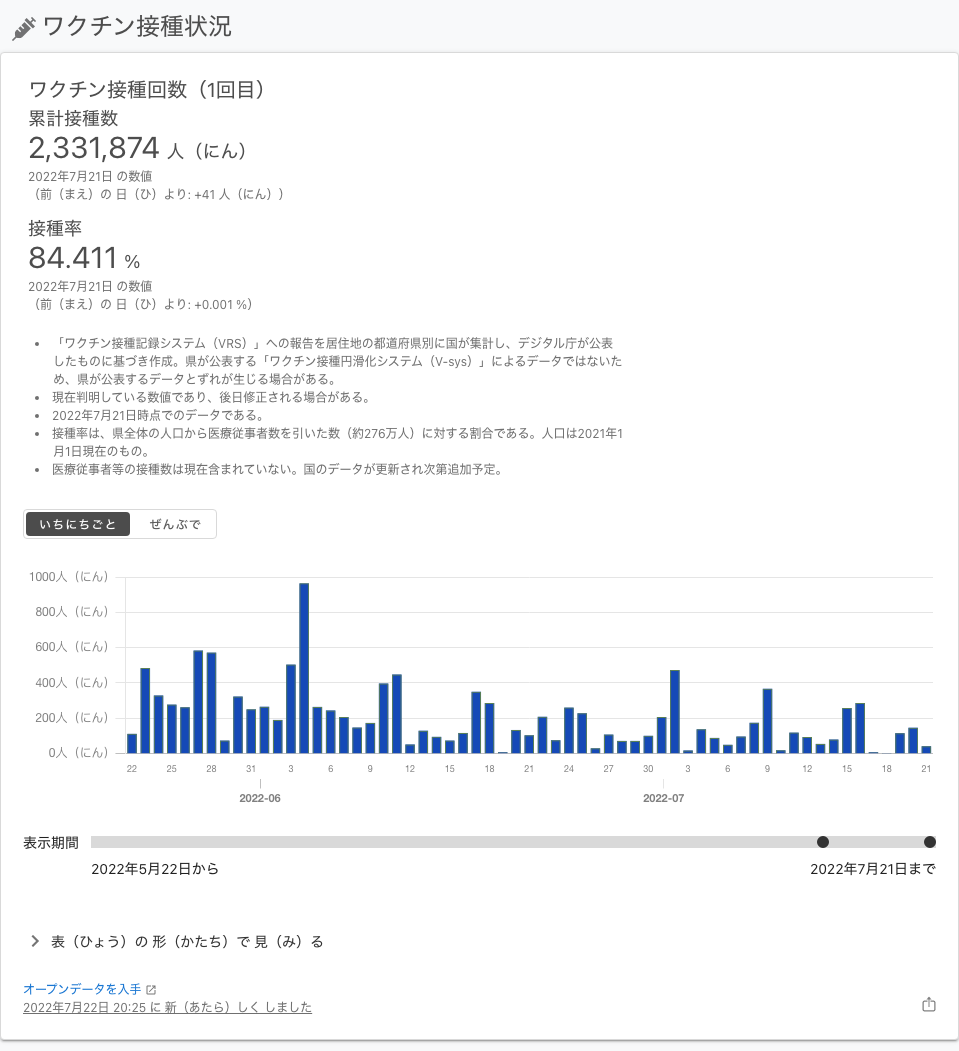 ワクチン接種状況
ワクチン接種回数（1回目）
累計接種数
2,331,874 人（にん）
2022年7月21日 の数値
（前（まえ）の 日（ひ）より: +41 人（にん））
接種率
84.411 %
2022年7月21日 の数値
（前（まえ）の 日（ひ）より: +0.001 %）
• 「ワクチン接種記録システム（VRS）」への報告を居住地の都道府県別に国が集計し、デジタル庁が公表
したものに基づき作成。県が公表する「ワクチン接種円滑化システム（V-sys）」によるデータではないた
め、県が公表するデータとずれが生じる場合がある。
• 現在判明している数値であり、後日修正される場合がある。
• 2022年7月21日時点でのデータである。
• 接種率は、県全体の人口から医療従事者数を引いた数（約276万人）に対する割合である。人口は2021年1
月1日現在のもの。
• 医療従事者等の接種数は現在含まれていない。国のデータが更新され次第追加予定。
いちにちごと ぜんぶで
1000人（にん）
800人（にん）
600人（にん）
400人（にん）
200人（にん）
0人（にん）
22 25 28 31 3 6 9 12 15 18 21 24 27 30 3 6 9 12 15 18 21
2022-06 2022-07
表示期間
2022年5月22日から 2022年7月21日まで
表（ひょう）の 形（かたち）で 見（み）る
オープンデータを入手
2022年7月22日 20:25 に 新（あたら）しく しました